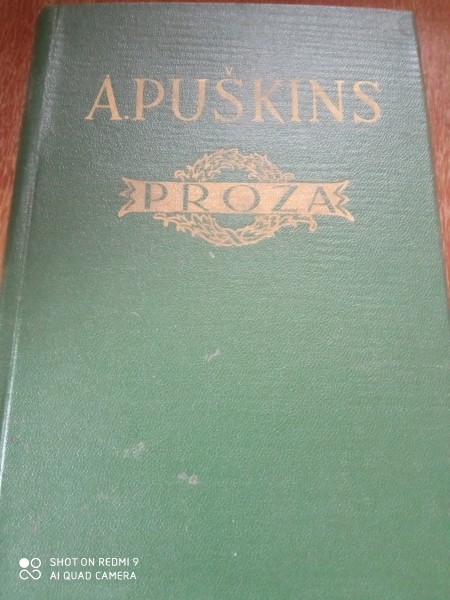 A.PUŠKINS
PROZA
SHOT ON REDMI 9
AI QUAD CAMERA